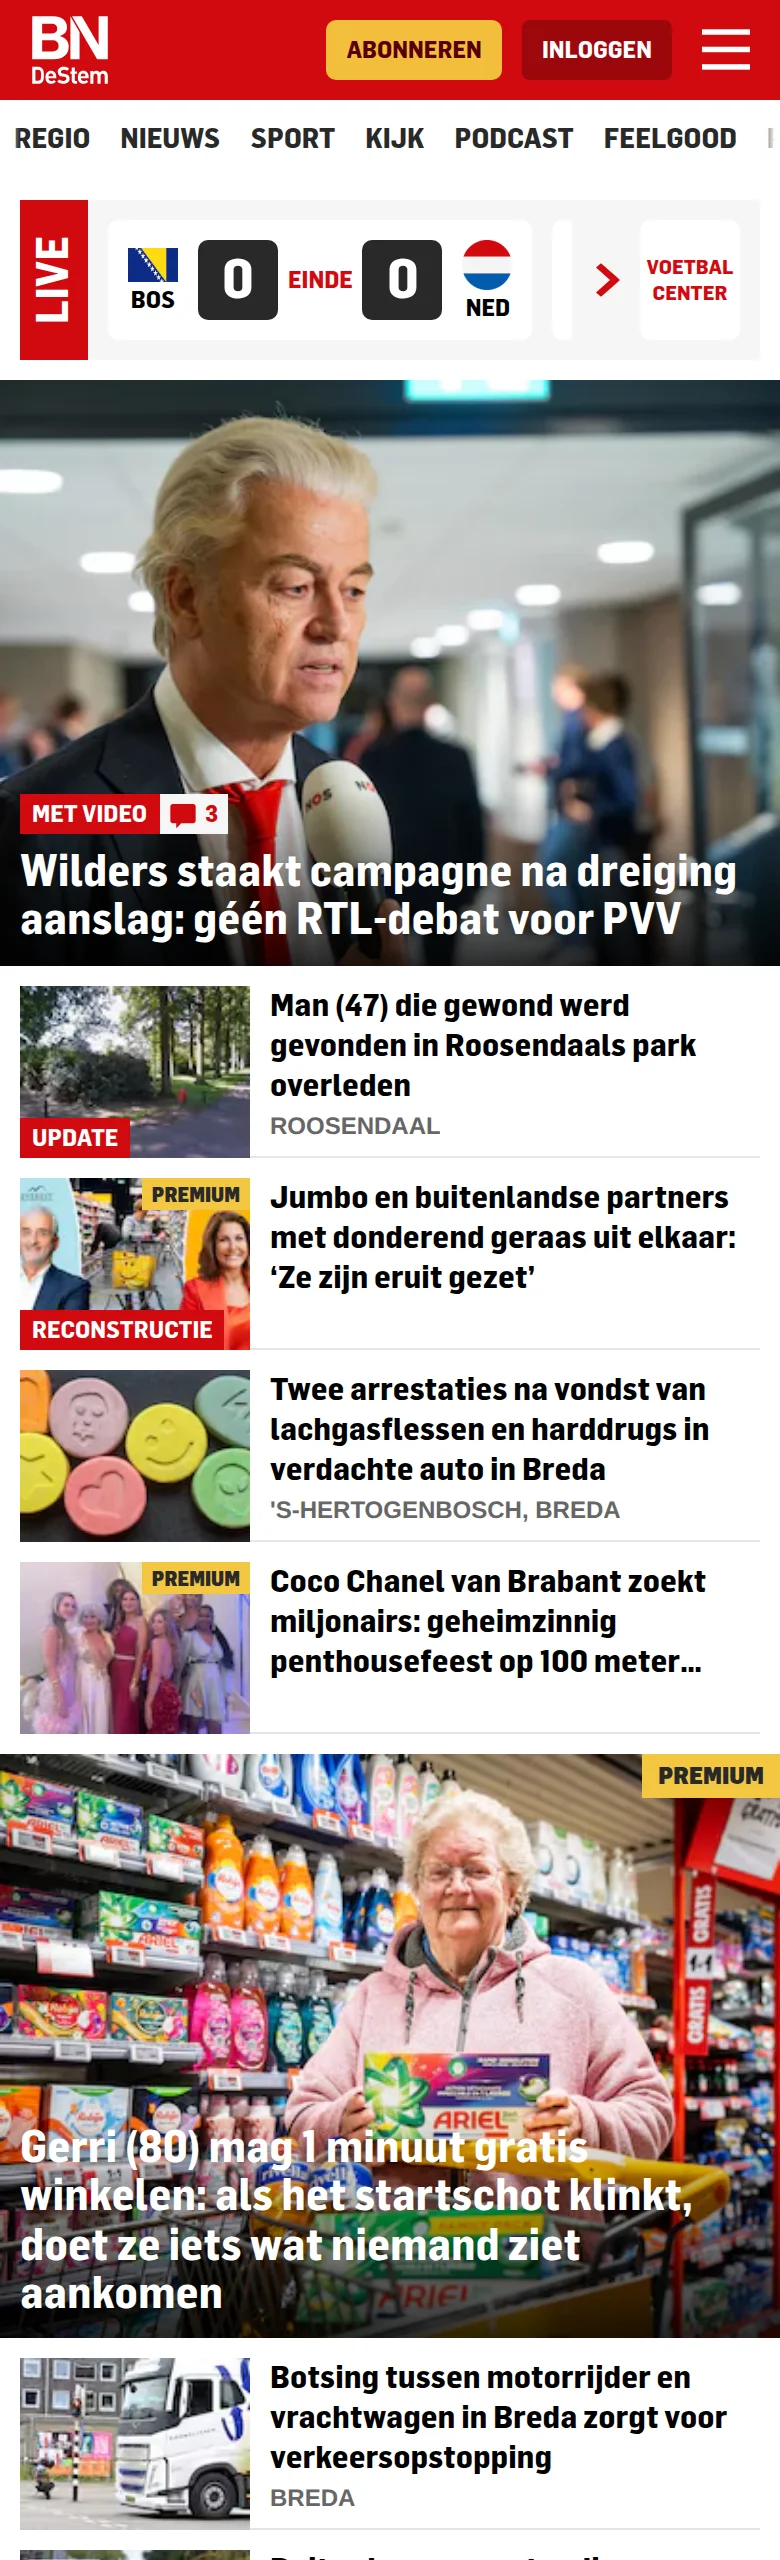 BN
DeStem
ABONNEREN
INLOGGEN
REGIO NIEUWS SPORT KIJK PODCAST FEELGOOD
LIVE
BOS
0
EINDE
0
NED
VOETBAL
CENTER
NOS
MET VIDEO
3
Wilders staakt campagne na dreiging
aanslag: géén RTL-debat voor PVV
Man (47) die gewond werd
gevonden in Roosendaals park
overleden
ROOSENDAAL
UPDATE
PREMIUM
Jumbo en buitenlandse partners
met donderend geraas uit elkaar:
‘Ze zijn eruit gezet’
RECONSTRUCTIE
Twee arrestaties na vondst van
lachgasflessen en harddrugs in
verdachte auto in Breda
'S-HERTOGENBOSCH, BREDA
PREMIUM
Coco Chanel van Brabant zoekt
miljonairs: geheimzinnig
penthousefeest op 100 meter...
PREMIUM
GRATIS
GRATIS
ARIEL
Gerri (80) mag 1 minuut gratis
winkelen: als het startschot klinkt,
doet ze iets wat niemand ziet
aankomen
ARIEL
Botsing tussen motorrijder en
vrachtwagen in Breda zorgt voor
verkeersopstopping
BREDA